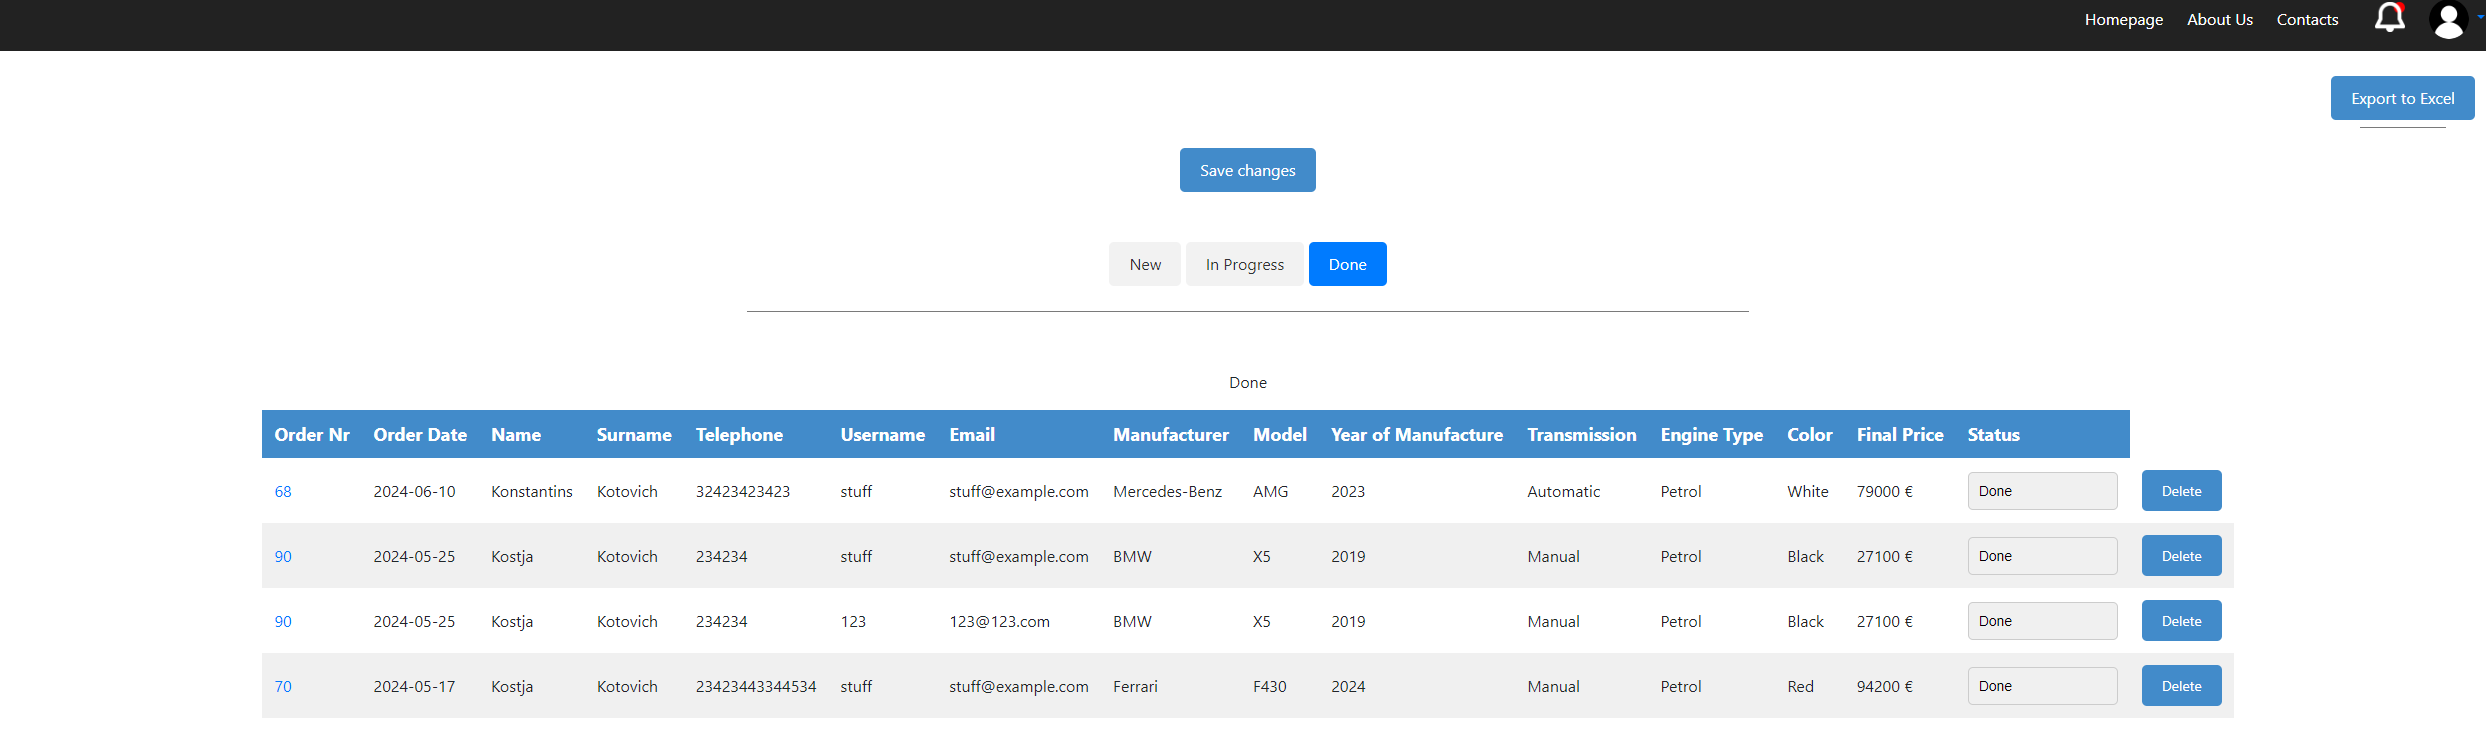 Homepage About Us Contacts
Export to Excel
Save changes
New In Progress Done
Done
Order Nr Order Date Name Surname Telephone Username Email Manufacturer Model Year of Manufacture Transmission Engine Type Color Final Price Status
68 2024-06-10 Konstantins Kotovich 32423423423 stuff stuff@example.com Mercedes-Benz AMG 2023 Automatic Petrol White 79000 € Done Delete
90 2024-05-25 Kostja Kotovich 234234 stuff stuff@example.com BMW X5 2019 Manual Petrol Black 27100 € Done Delete
90 2024-05-25 Kostja Kotovich 234234 123 123@123.com BMW X5 2019 Manual Petrol Black 27100 € Done Delete
70 2024-05-17 Kostja Kotovich 23423443344534 stuff stuff@example.com Ferrari F430 2024 Manual Petrol Red 94200 € Done Delete